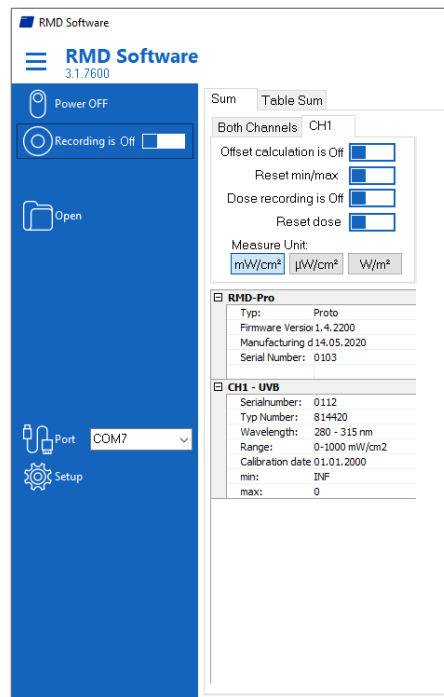 RMD Software
RMD Software
3.1.7600
Power OFF
Recording is Off
Open
Port COM7
Setup
Sum Table Sum
Both Channels CH1
Offset calculation is Off
Reset min/max
Dose recording is Off
Reset dose
Measure Unit:
mW/cm² µW/cm² W/m²
RMD-Pro
Typ: Proto
Firmware Version 1.4.2200
Manufacturing d 14.05.2020
Serial Number: 0103
CH1 - UVB
Serialnumber: 0112
Typ Number: 814420
Wavelength: 280 - 315 nm
Range: 0-1000 mW/cm2
Calibration date 01.01.2000
min: INF
max: 0